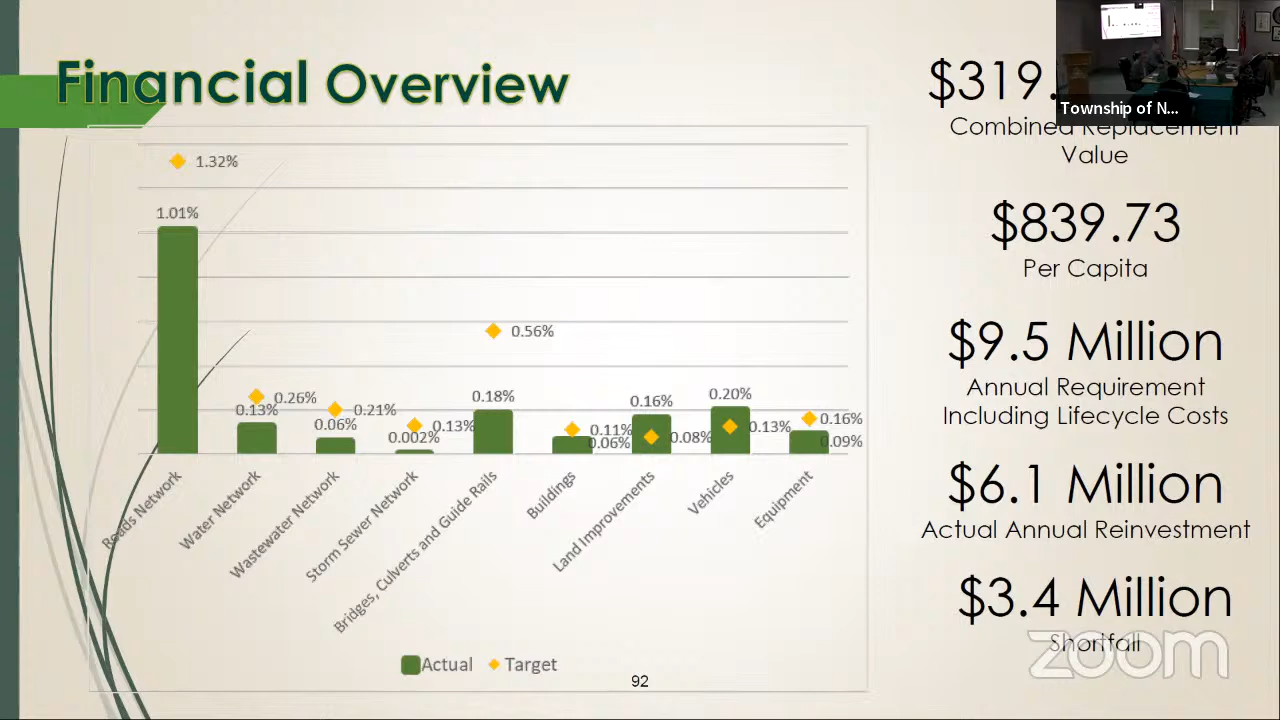 Financial Overview
$319.
Township of N...
Combined Replacement
Value
$839.73
Per Capita
$9.5 Million
Annual Requirement
Including Lifecycle Costs
$6.1 Million
Actual Annual Reinvestment
$3.4 Million
Shortfall
zoom
1.32%
1.01%
0.26%
0.13%
0.21%
0.06%
0.13%
0.002%
0.56%
0.18%
0.11%
0.06%
0.16%
0.08%
0.20%
0.13%
0.16%
0.09%
Roads Network
Water Network
Wastewater Network
Storm Sewer Network
Bridges, Culverts and Guide Rails
Buildings
Land Improvements
Vehicles
Equipment
Actual
Target
92